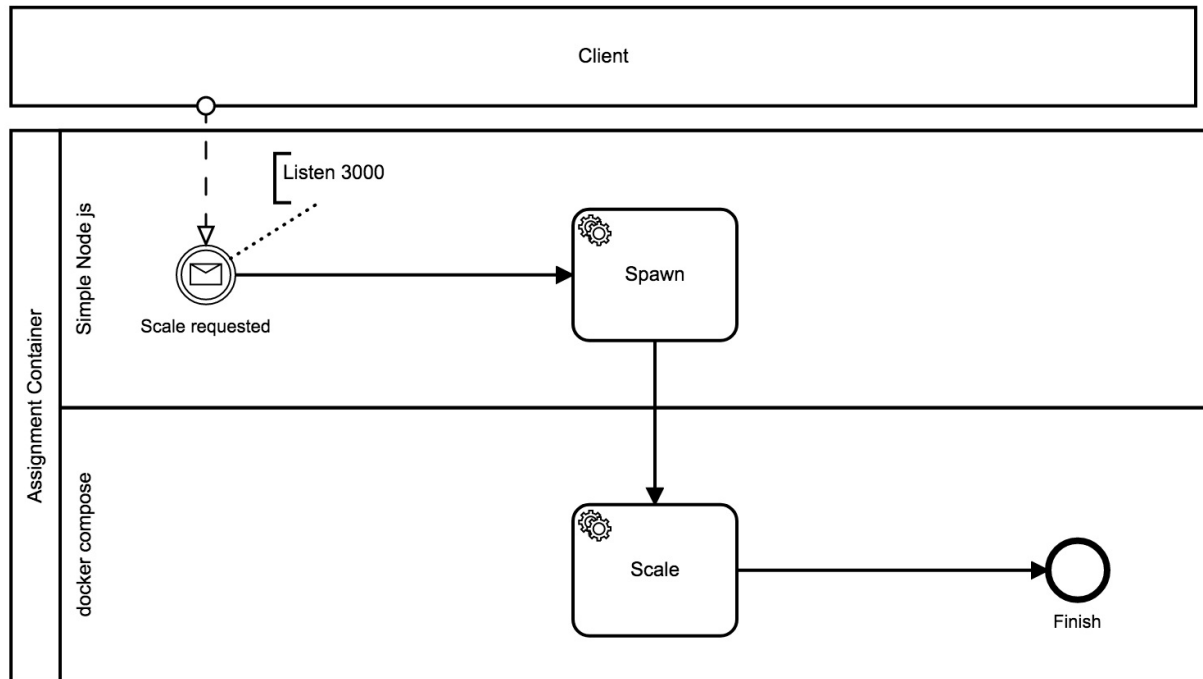 Client
Assignment Container
Simple Node js
Listen 3000
Scale requested
Spawn
docker compose
Scale
Finish